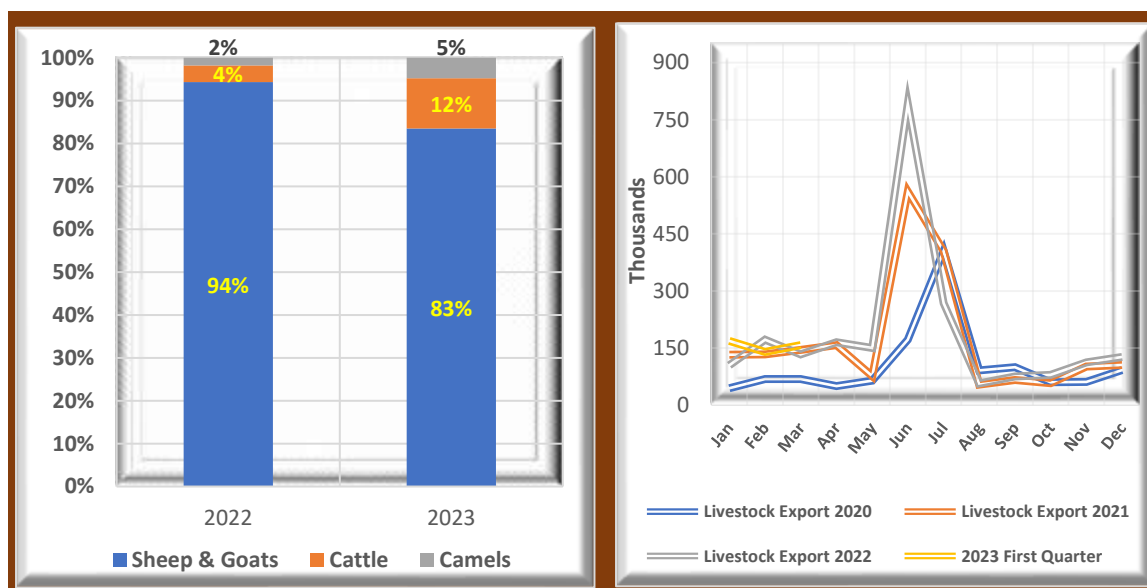 2%
5%
100%
90%
80%
70%
60%
50%
40%
30%
20%
10%
0%
4%
12%
94%
83%
2022
2023
Sheep & Goats
Cattle
Camels
Thousands
900
750
600
450
300
150
0
Jan
Feb
Mar
Apr
May
Jun
Jul
Aug
Sep
Oct
Nov
Dec
Livestock Export 2020
Livestock Export 2021
Livestock Export 2022
2023 First Quarter